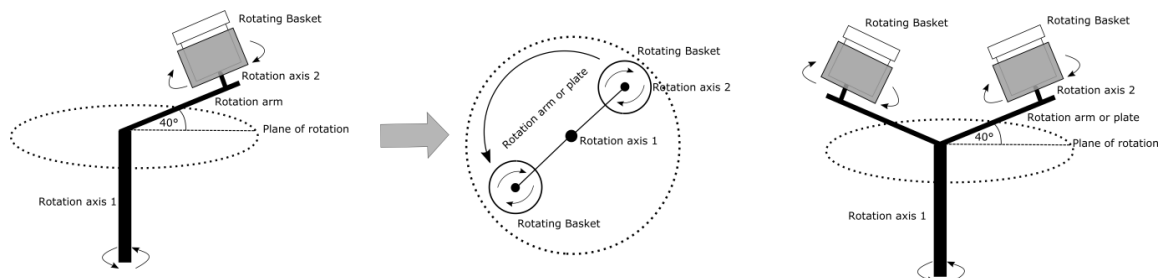 Rotating Basket
Rotation axis 2
Rotation arm
40°
Plane of rotation
Rotation axis 1
Rotating Basket
Rotation axis 2
Rotation arm or plate
Rotation axis 1
Rotating Basket
Rotating Basket
Rotating Basket
Rotation axis 2
Rotation arm or plate
40°
Plane of rotation
Rotation axis 1